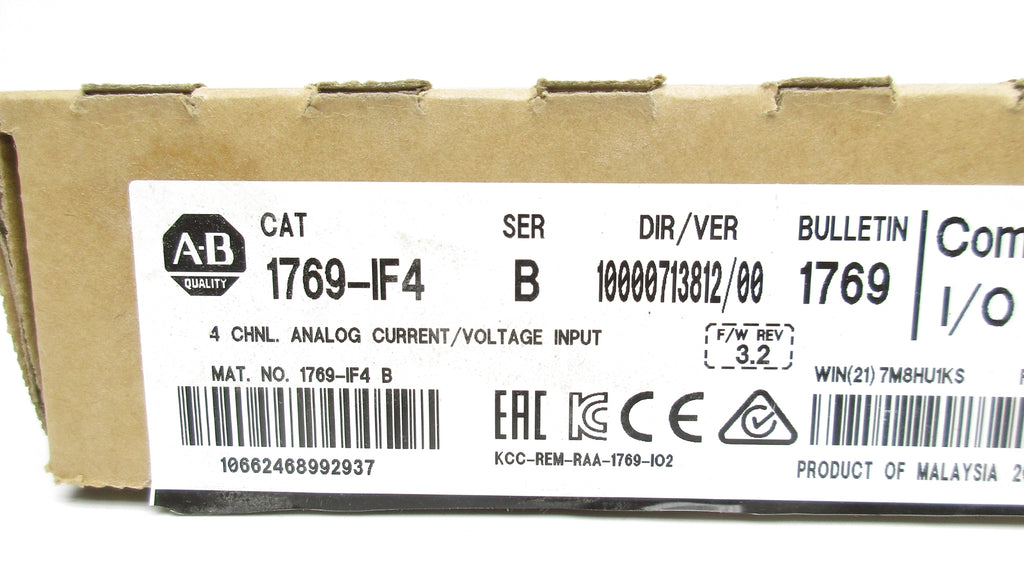 A-B
QUALITY
CAT
1769-IF4
SER
B
DIR/VER
10000713812/00
BULLETIN
1769
I/O
4 CHNL. ANALOG CURRENT/VOLTAGE INPUT
F/W REV
3.2
MAT. NO. 1769-IF4 B
WIN(21) 7M8HU1KS
EAC
KC
CE
10662468992937
KCC-REM-RAA-1769-IO2
PRODUCT OF MALAYSIA